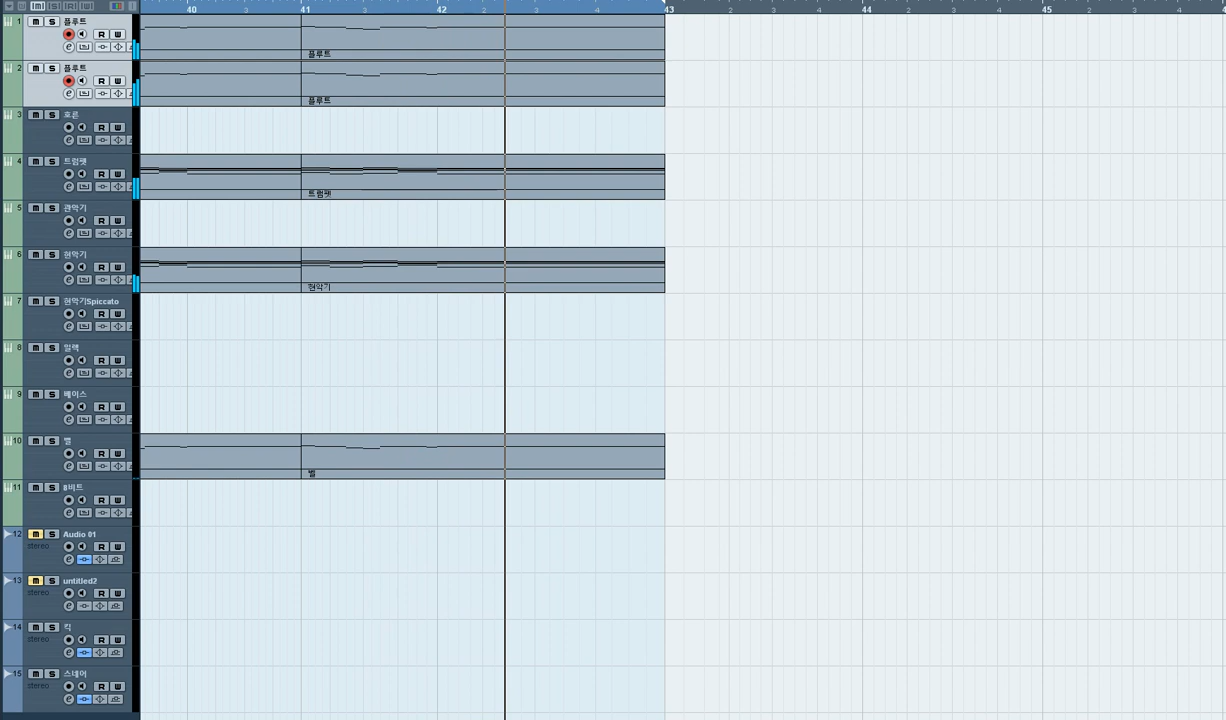 40 3 41 3 42 3 4 43 2 3 4 44 2 3 4 45 2 3 4
1 m S 플루트
R W
e
플루트
2 m S 플루트
R W
e
플루트
3 m S 호른
R W
e
4 m S 트럼펫
R W
e
트럼펫
5 m S 관악기
R W
e
6 m S 현악기
R W
e
현악기
7 m S 현악기Spiccato
R W
e
8 m S
R W
e
9 m S 베이스
R W
e
10 m S 벨
R W
e
벨
11 m S 8비트
R W
e
12 m S Audio 01
stereo R W
e
13 m S untitled2
stereo R W
e
14 m S 킥
stereo R W
e
15 m S 스네어
stereo R W
e